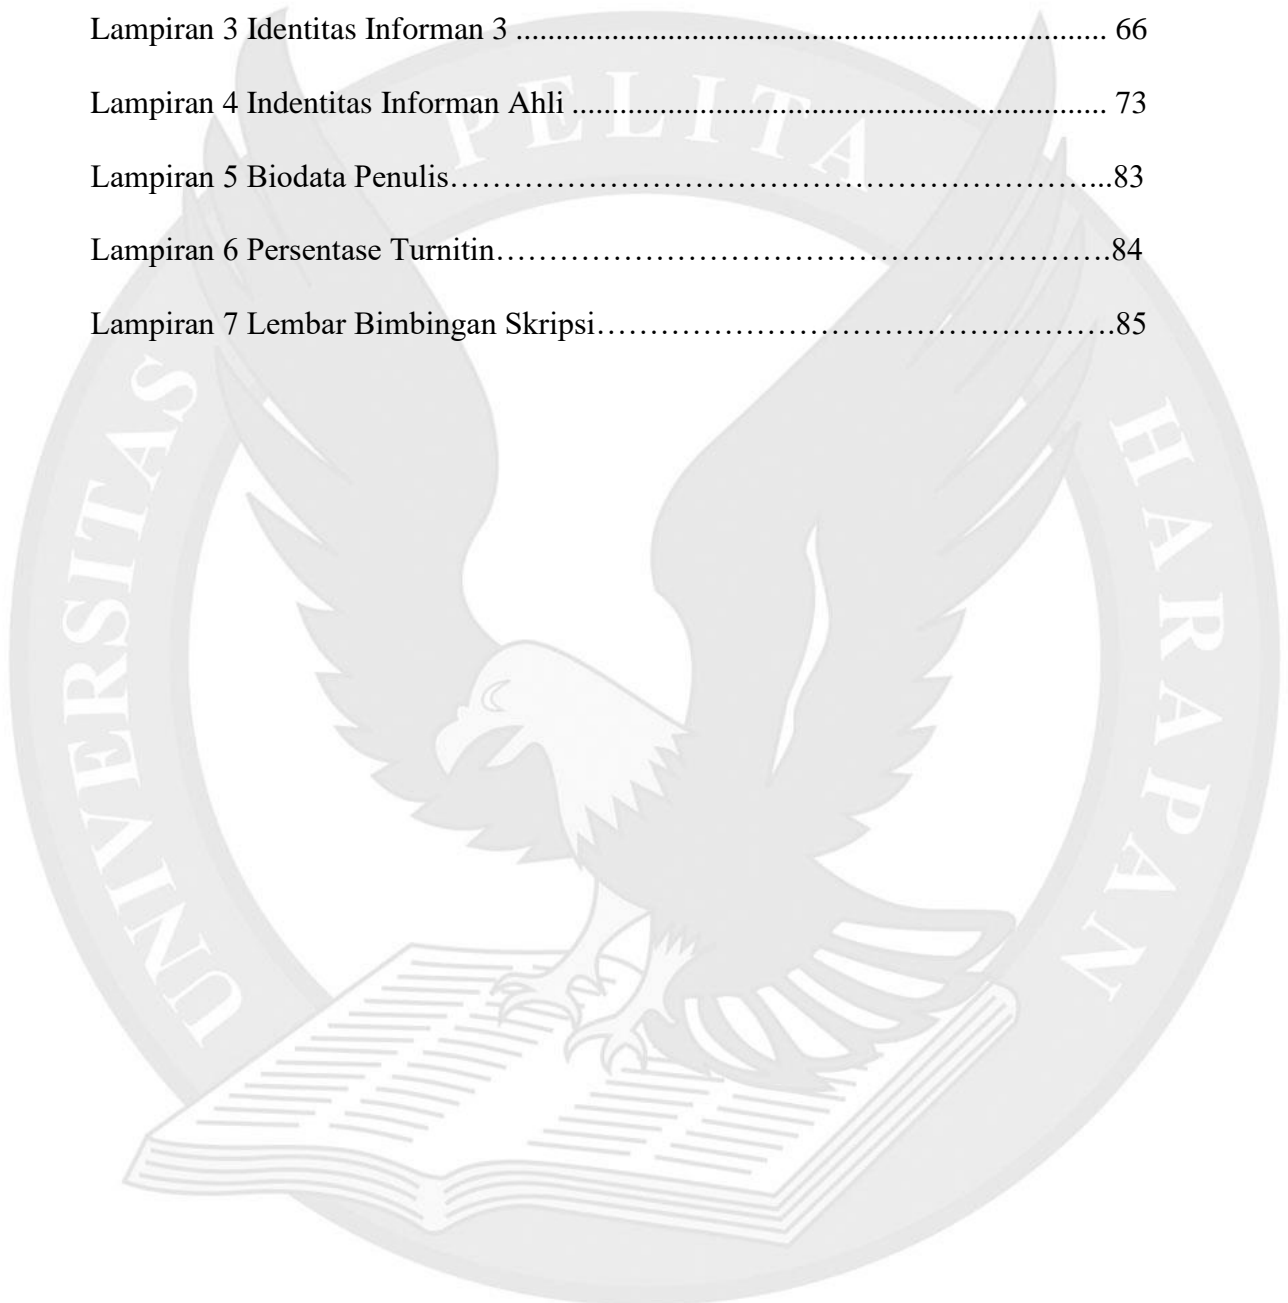 Lampiran 3 Identitas Informan 3 ........................................................................ 66
Lampiran 4 Indentitas Informan Ahli ................................................................. 73
Lampiran 5 Biodata Penulis…………………………………………………………...83
Lampiran 6 Persentase Turnitin……………………………………………………….84
Lampiran 7 Lembar Bimbingan Skripsi……………………………………………….85
UNIVERSITAS PELITA HARAPAN